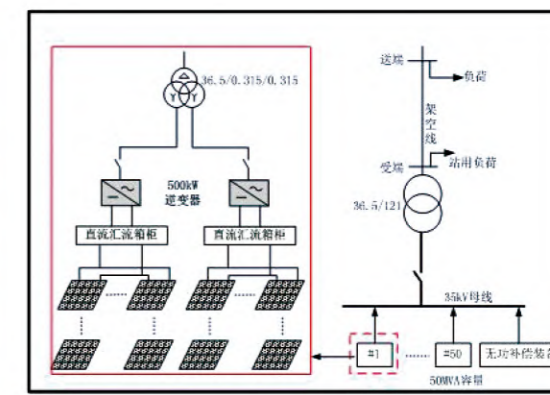 36.5/0.315/0.315
500kW
逆变器
直流汇流箱柜
直流汇流箱柜
送端
负荷
架空线
站用负荷
受端
36.5/121
35kV母线
#1
#50
无功补偿装备
50MVA容量